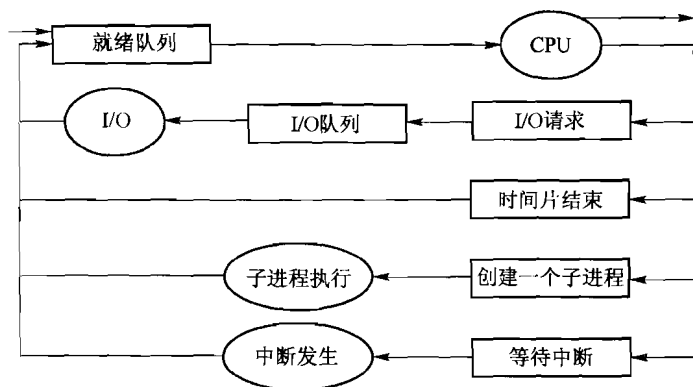 就绪队列
CPU
I/O
I/O队列
I/O请求
时间片结束
子进程执行
创建一个子进程
中断发生
等待中断